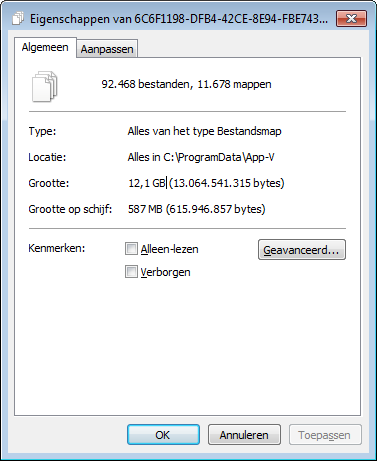 Eigenschappen van 6C6F1198-DFB4-42CE-8E94-FBE743...
Algemeen Aanpassen
92.468 bestanden, 11.678 mappen
Type: Alles van het type Bestandsmap
Locatie: Alles in C:\ProgramData\App-V
Grootte: 12,1 GB (13.064.541.315 bytes)
Grootte op schijf: 587 MB (615.946.857 bytes)
Kenmerken: Alleen-lezen Geavanceerd...
Verborgen
OK Annuleren Toepassen